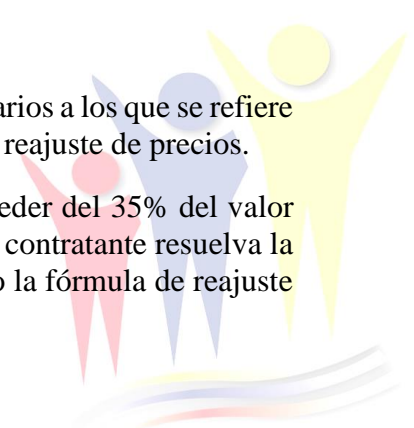 arios a los que se refiere
reajuste de precios.
eder del 35% del valor
contratante resuelva la
o la fórmula de reajuste